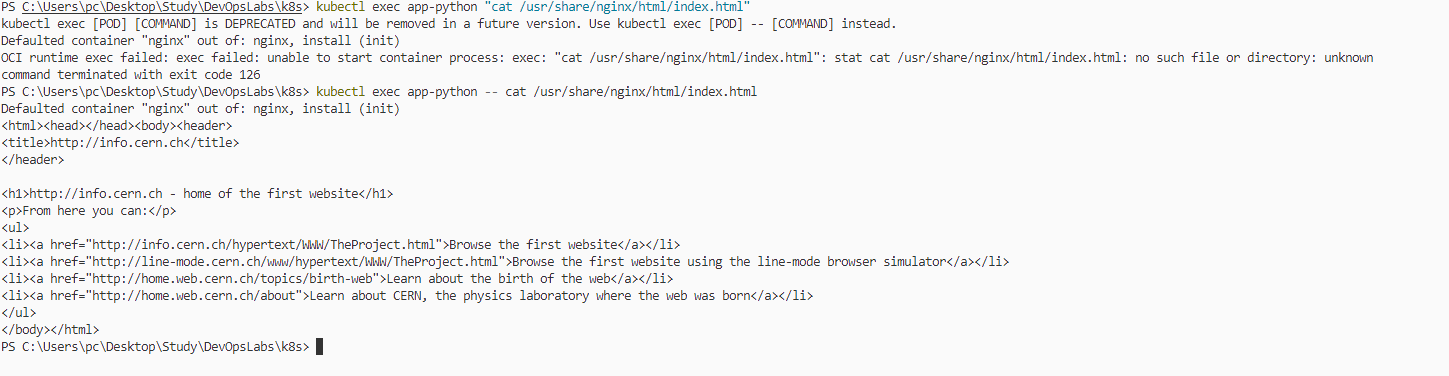 PS C:\Users\pc\Desktop\Study\DevOpsLabs\k8s> kubectl exec app-python "cat /usr/share/nginx/html/index.html"
kubectl exec [POD] [COMMAND] is DEPRECATED and will be removed in a future version. Use kubectl exec [POD] -- [COMMAND] instead.
Defaulted container "nginx" out of: nginx, install (init)
OCI runtime exec failed: exec failed: unable to start container process: exec: "cat /usr/share/nginx/html/index.html": stat cat /usr/share/nginx/html/index.html: no such file or directory: unknown
command terminated with exit code 126
PS C:\Users\pc\Desktop\Study\DevOpsLabs\k8s> kubectl exec app-python -- cat /usr/share/nginx/html/index.html
Defaulted container "nginx" out of: nginx, install (init)
<html><head></head><body><header>
<title>http://info.cern.ch</title>
</header>
<h1>http://info.cern.ch - home of the first website</h1>
<p>From here you can:</p>
<ul>
<li><a href="http://info.cern.ch/hypertext/WWW/TheProject.html">Browse the first website</a></li>
<li><a href="http://line-mode.cern.ch/www/hypertext/WWW/TheProject.html">Browse the first website using the line-mode browser simulator</a></li>
<li><a href="http://home.web.cern.ch/topics/birth-web">Learn about the birth of the web</a></li>
<li><a href="http://home.web.cern.ch/about">Learn about CERN, the physics laboratory where the web was born</a></li>
</ul>
</body></html>
PS C:\Users\pc\Desktop\Study\DevOpsLabs\k8s>